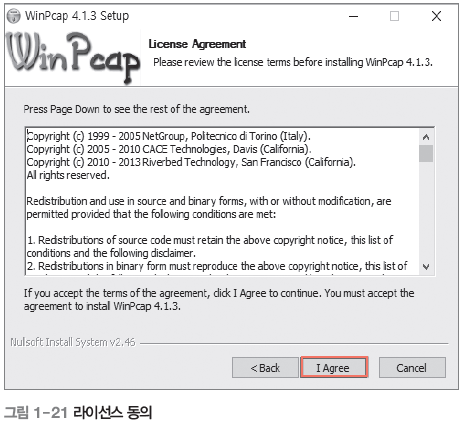 WinPcap 4.1.3 Setup
WinPcap
License Agreement
Please review the license terms before installing WinPcap 4.1.3.
Press Page Down to see the rest of the agreement.
Copyright (c) 1999 - 2005 NetGroup, Politecnico di Torino (Italy).
Copyright (c) 2005 - 2010 CACE Technologies, Davis (California).
Copyright (c) 2010 - 2013 Riverbed Technology, San Francisco (California).
All rights reserved.
Redistribution and use in source and binary forms, with or without modification, are
permitted provided that the following conditions are met:
1. Redistributions of source code must retain the above copyright notice, this list of
conditions and the following disclaimer.
2. Redistributions in binary form must reproduce the above copyright notice, this list of
If you accept the terms of the agreement, click I Agree to continue. You must accept the
agreement to install WinPcap 4.1.3.
Nullsoft Install System v2.46
< Back
I Agree
Cancel
그림 1-21 라이선스 동의